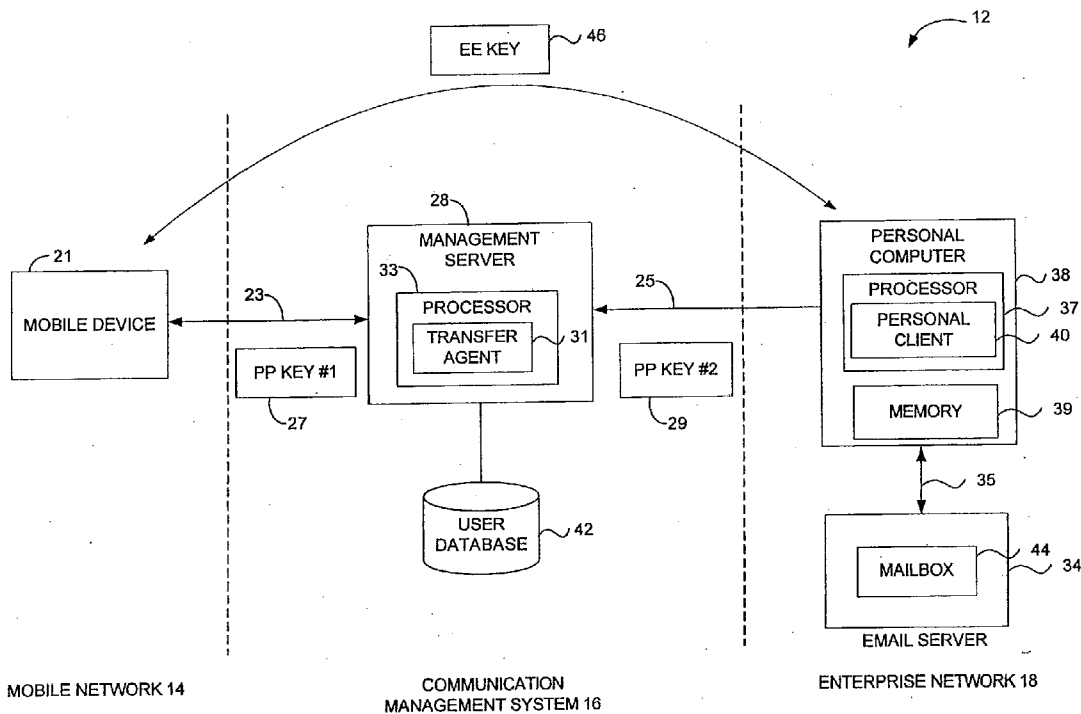 12
EE KEY
46
28
21
MANAGEMENT
SERVER
PERSONAL
COMPUTER
33
25
38
23
PROCESSOR
PROCESSOR
37
MOBILE DEVICE
TRANSFER
AGENT
31
PERSONAL
CLIENT
40
PP KEY #1
PP KEY #2
MEMORY
39
27
29
35
USER
DATABASE
42
44
MAILBOX
34
EMAIL SERVER
MOBILE NETWORK 14
COMMUNICATION
MANAGEMENT SYSTEM 16
ENTERPRISE NETWORK 18